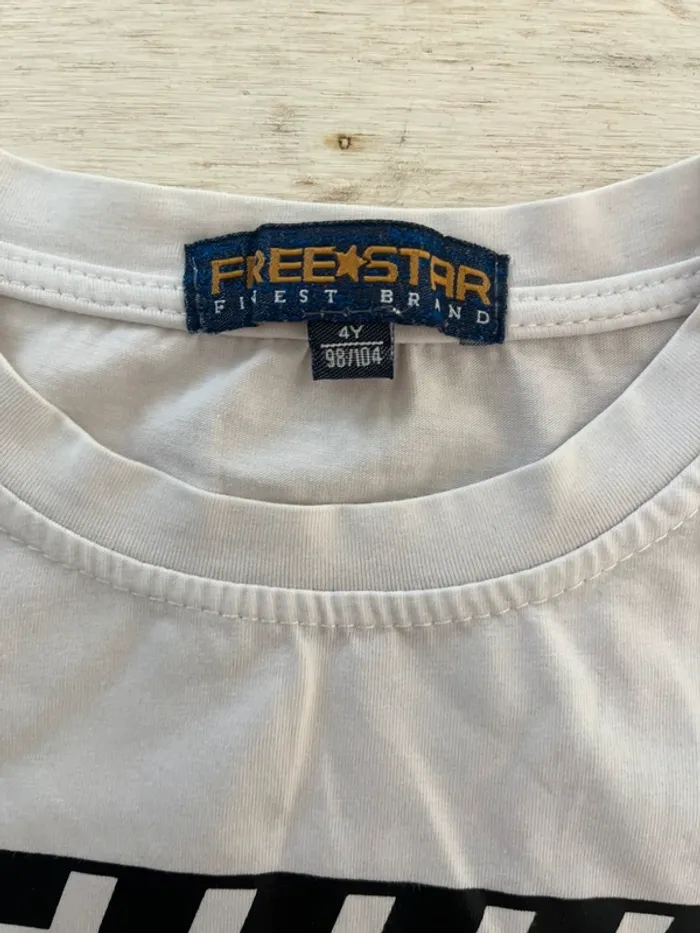 FREE★STAR
FINEST BRAND
4Y
98/104